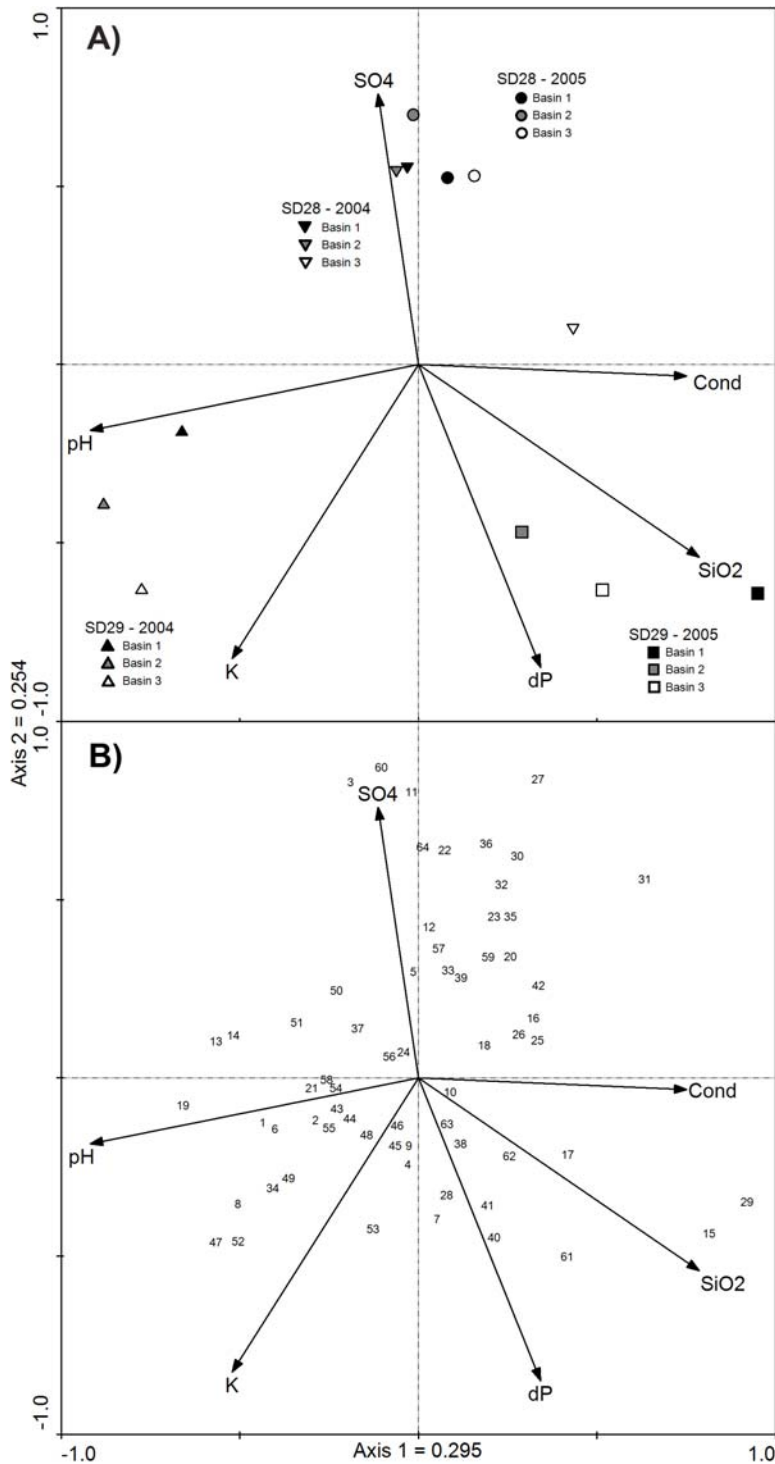 1.0
A)
SO4
SD28 - 2005
Basin 1
Basin 2
Basin 3
SD28 - 2004
Basin 1
Basin 2
Basin 3
Cond
pH
SiO2
SD29 - 2004
Basin 1
Basin 2
Basin 3
K
dP
SD29 - 2005
Basin 1
Basin 2
Basin 3
-1.0
Axis 2 = 0.254
1.0
B)
60
3
SO4
11
27
64
22
36
30
32
31
12
23
35
57
59
20
5
33
39
42
50
51
37
16
13
14
26
25
56
24
18
58
21
54
10
Cond
19
43
1
6
2
55
44
46
63
48
45
9
38
17
pH
4
62
49
34
8
28
41
29
7
53
40
15
47
52
61
SiO2
K
dP
-1.0
-1.0
Axis 1 = 0.295
1.0